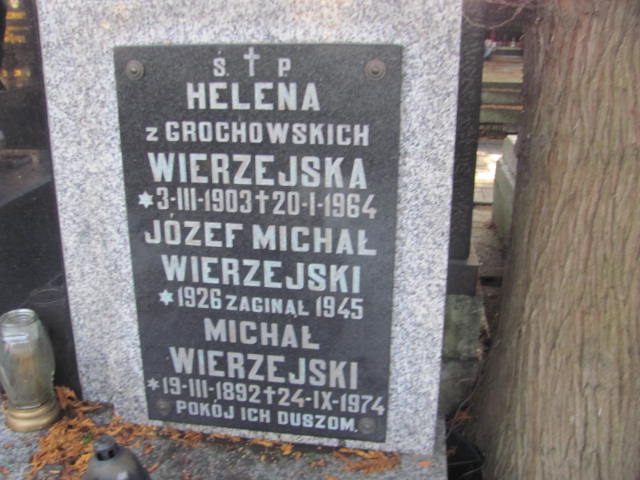 Ś. † P.
HELENA
z GROCHOWSKICH
WIERZEJSKA
*3-III-1903 † 20-I-1964
JÓZEF MICHAŁ
WIERZEJSKI
*1926 ZAGINĄŁ 1945
MICHAŁ
WIERZEJSKI
*19-III-1892 † 24-IX-1974
POKÓJ ICH DUSZOM.